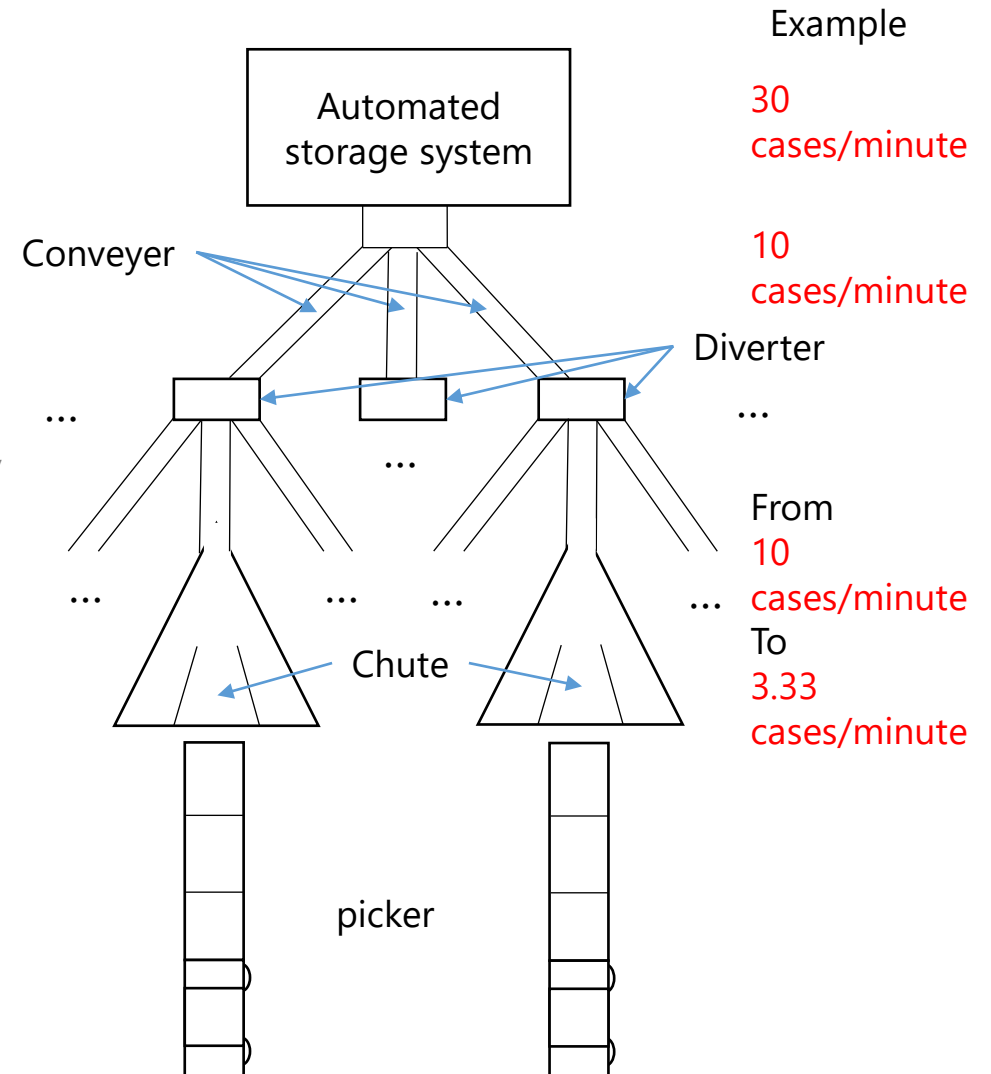 Example
Automated
storage system
30
cases/minute
Conveyer
10
cases/minute
Diverter
...
...
...
From
10
cases/minute
To
3.33
cases/minute
...
...
...
...
Chute
picker